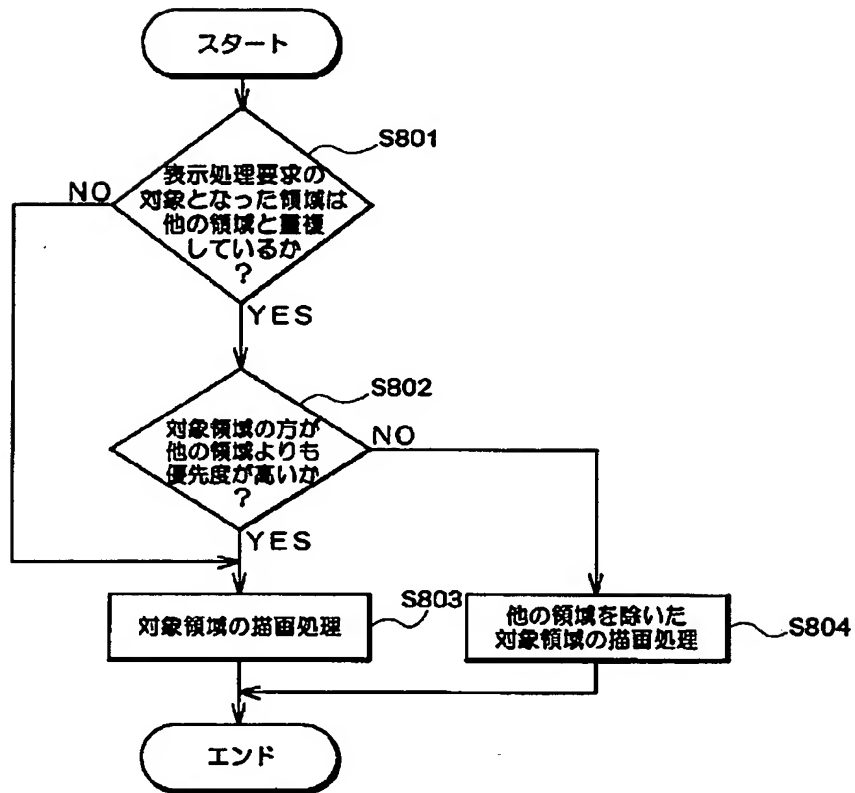 スタート
S801
表示処理要求の
対象となった領域は
他の領域と重複
しているか
?
NO
YES
S802
対象領域の方が
他の領域よりも
優先度が高いか
?
NO
YES
対象領域の描画処理
S803
他の領域を除いた
対象領域の描画処理
S804
エンド